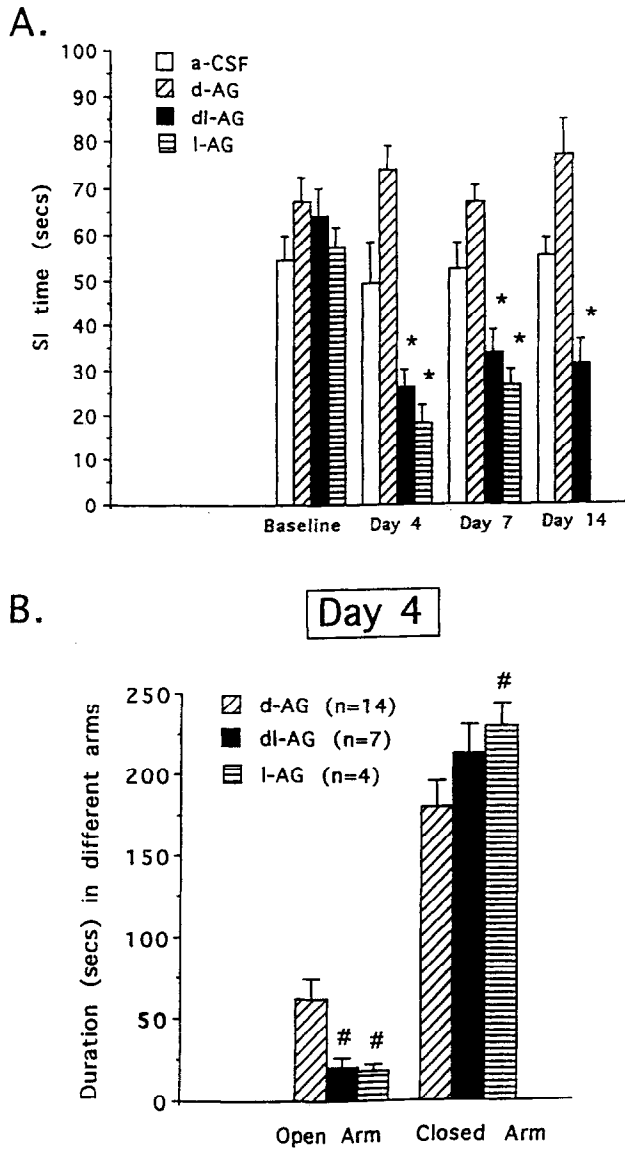 A.
SI time (secs)
100
90
80
70
60
50
40
30
20
10
0
a-CSF
d-AG
dl-AG
l-AG
*
*
*
*
*
Baseline Day 4 Day 7 Day 14
B.
Day 4
Duration (secs) in different arms
250
200
150
100
50
0
d-AG (n=14)
dl-AG (n=7)
l-AG (n=4)
#
# #
Open Arm Closed Arm